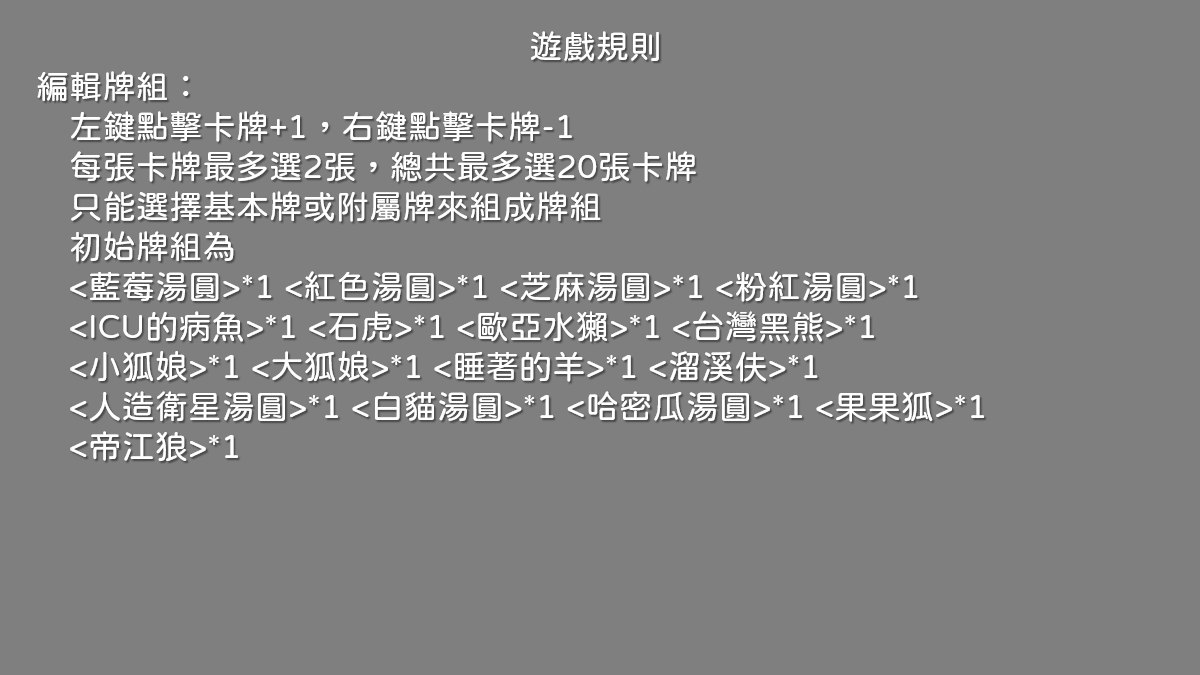 遊戲規則
編輯牌組：
左鍵點擊卡牌+1，右鍵點擊卡牌-1
每張卡牌最多選2張，總共最多選20張卡牌
只能選擇基本牌或附屬牌來組成牌組
初始牌組為
<藍莓湯圓>*1 <紅色湯圓>*1 <芝麻湯圓>*1 <粉紅湯圓>*1
<ICU的病魚>*1 <石虎>*1 <歐亞水獺>*1 <台灣黑熊>*1
<小狐娘>*1 <大狐娘>*1 <睡著的羊>*1 <溜溪佚>*1
<人造衛星湯圓>*1 <白貓湯圓>*1 <哈密瓜湯圓>*1 <果果狐>*1
<帝江狼>*1